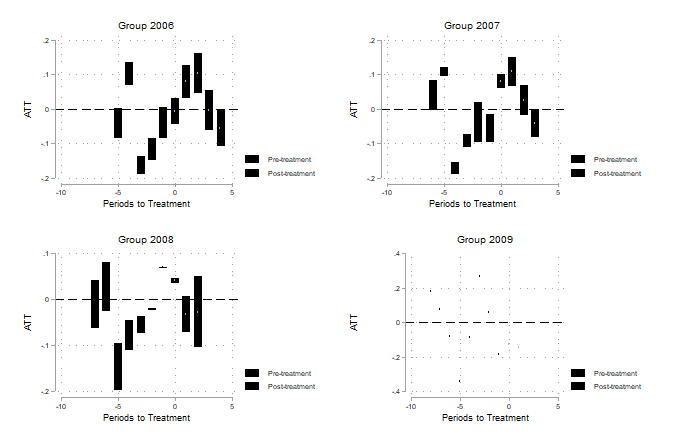 Group 2006
.2
.1
0
-.1
-.2
ATT
-10 -5 0 5
Periods to Treatment
Pre-treatment
Post-treatment
Group 2007
.2
.1
0
-.1
-.2
ATT
-10 -5 0 5
Periods to Treatment
Pre-treatment
Post-treatment
Group 2008
.1
0
-.1
-.2
ATT
-10 -5 0 5
Periods to Treatment
Pre-treatment
Post-treatment
Group 2009
.4
.2
0
-.2
-.4
ATT
-10 -5 0 5
Periods to Treatment
Pre-treatment
Post-treatment